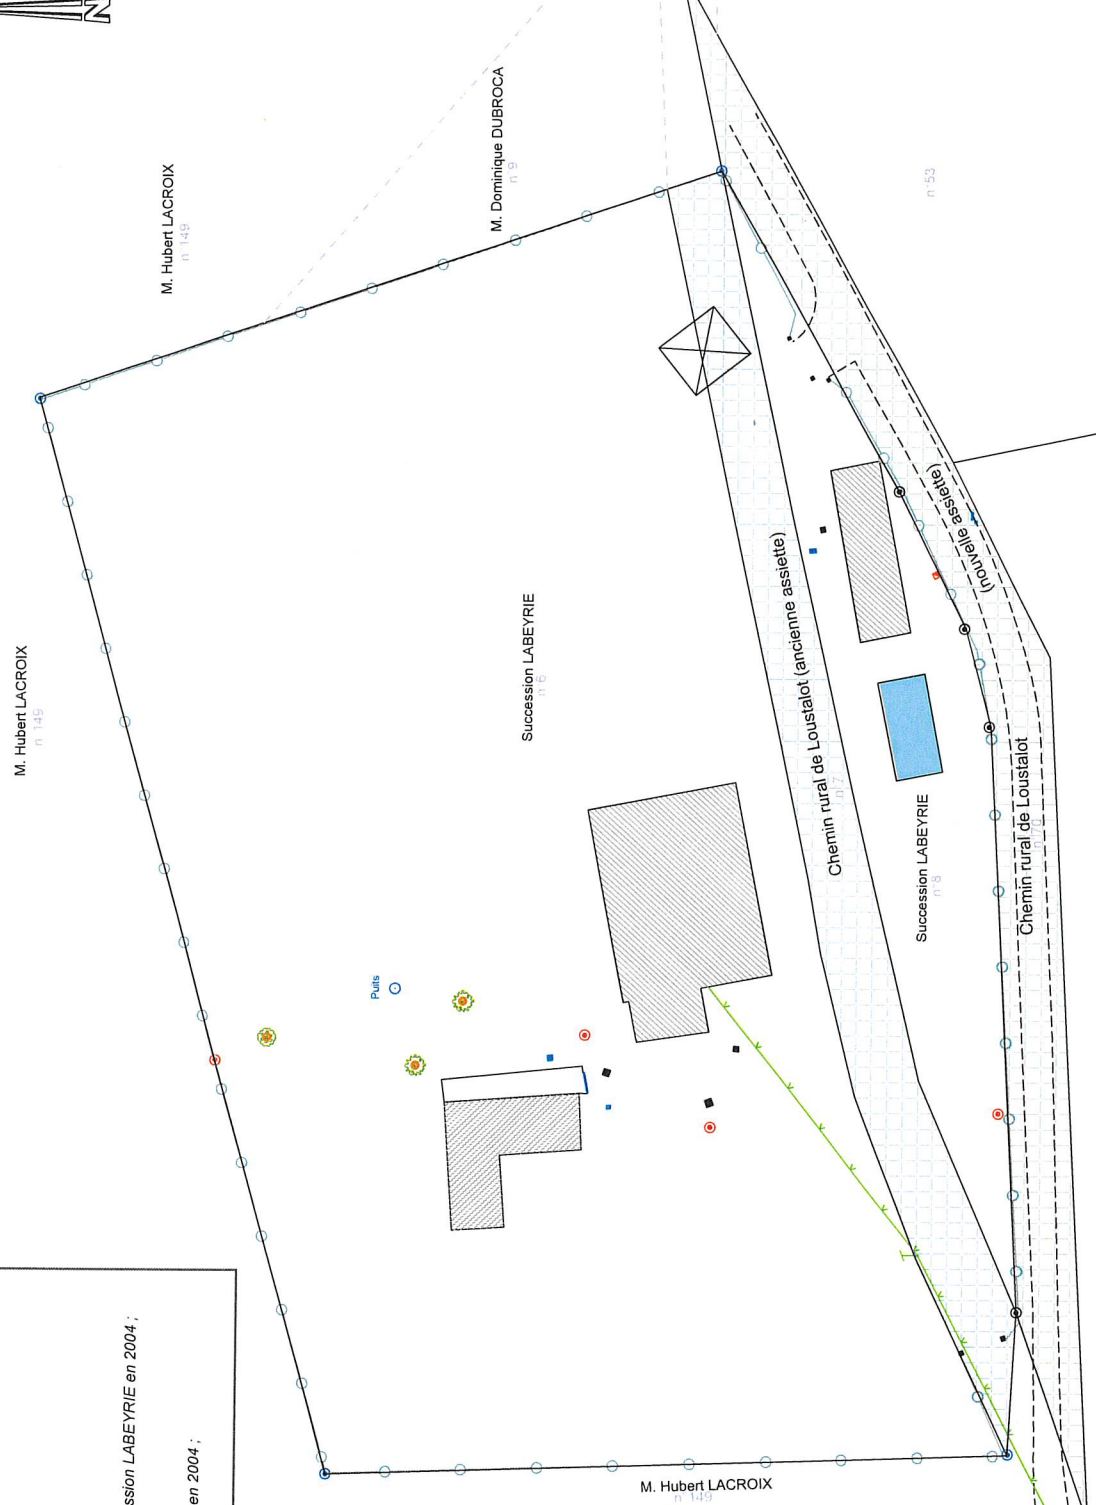 N
M. Hubert LACROIX
n°149
M. Dominique DUBROCA
n°9
n°53
M. Hubert LACROIX
n°149
Succession LABEYRIE
n°6
Chemin rural de Loustalot (ancienne assiette)
n°7
(nouvelle assiette)
Chemin rural de Loustalot
Succession LABEYRIE
n°8
Puits
ssion LABEYRIE en 2004 ;
en 2004 ;
M. Hubert LACROIX
n°149